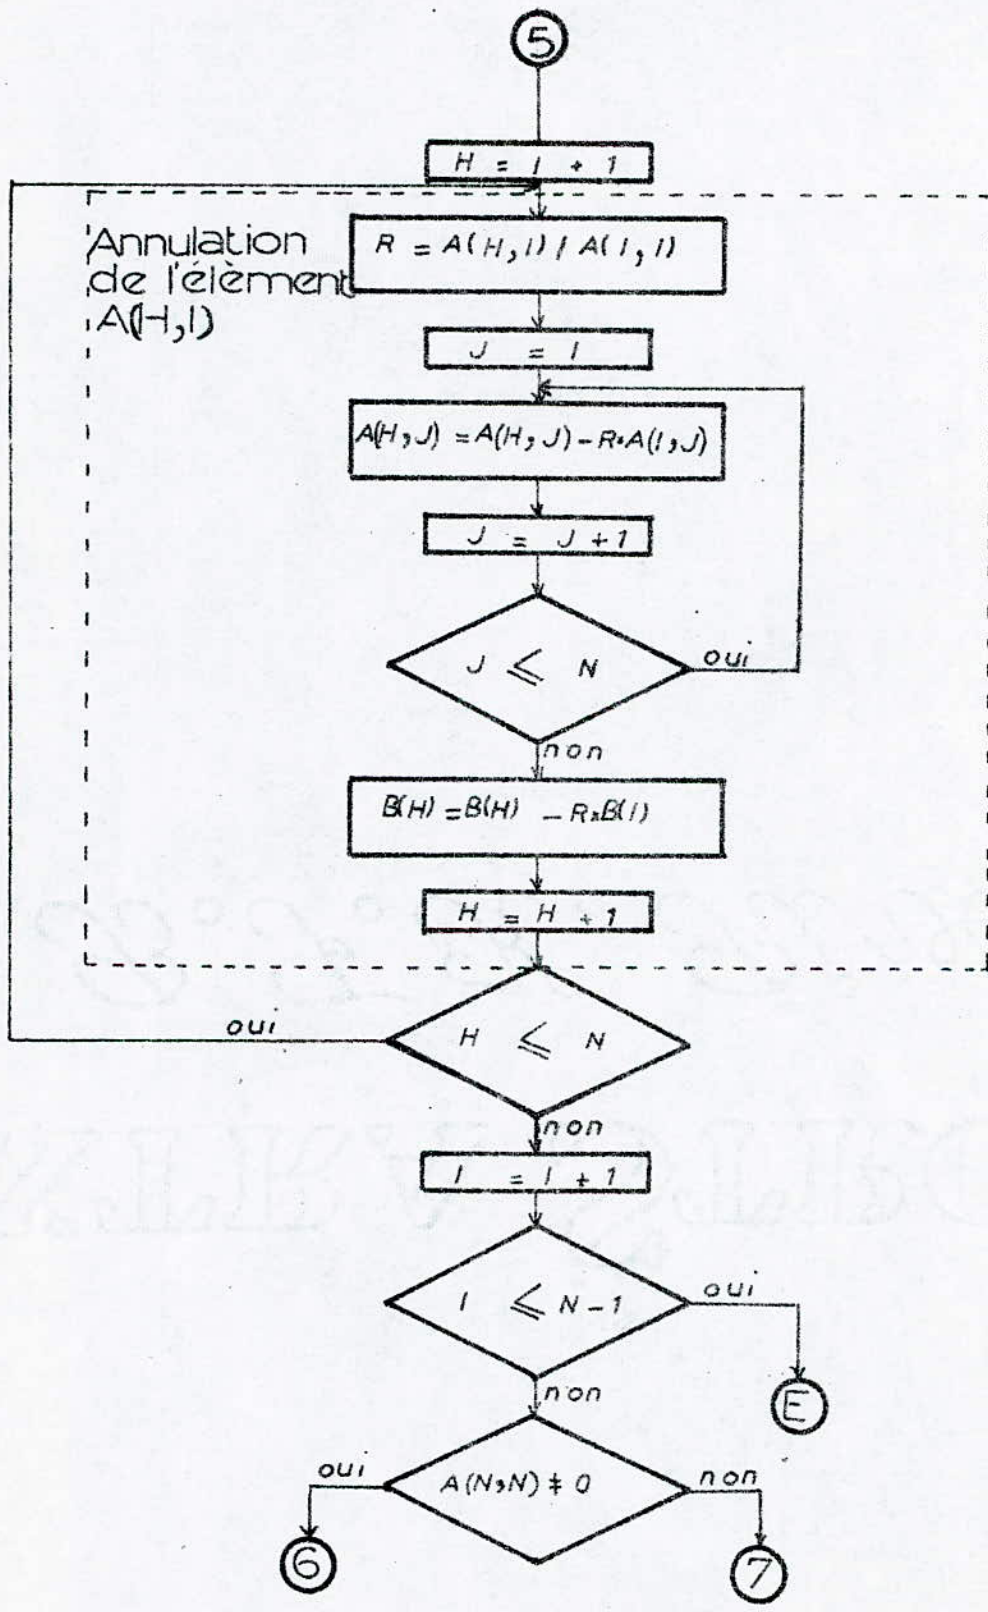 5
H = I + 1
Annulation
de l'élèment
A(H,I)
R = A(H,I) / A(I,I)
J = I
A(H,J) = A(H,J) - R*A(I,J)
J = J + 1
J ≤ N
oui
non
B(H) = B(H) - R*B(I)
H = H + 1
oui
H ≤ N
non
I = I + 1
I ≤ N - 1
oui
E
non
oui
A(N,N) ≠ 0
non
6
7